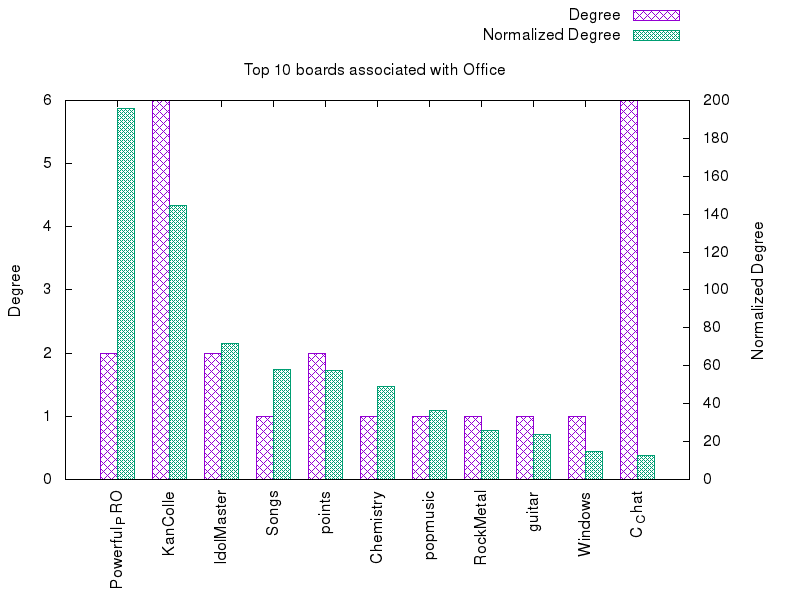 Degree
Normalized Degree
Top 10 boards associated with Office
6
5
4
3
2
1
0
200
180
160
140
120
100
80
60
40
20
0
Degree
Normalized Degree
Powerful_PRO
KanColle
IdolMaster
Songs
points
Chemistry
popmusic
RockMetal
guitar
Windows
C_Chat